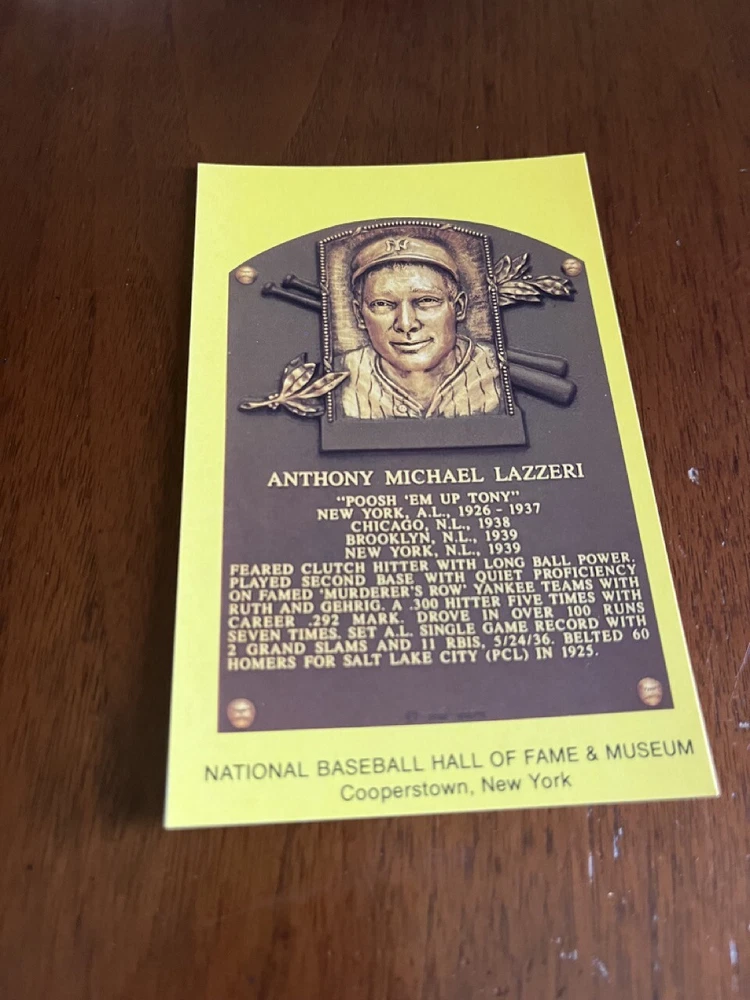 NY
ANTHONY MICHAEL LAZZERI
"POOSH 'EM UP TONY"
NEW YORK, A.L., 1926 - 1937
CHICAGO, N.L., 1938
BROOKLYN, N.L., 1939
NEW YORK, N.L., 1939
FEARED CLUTCH HITTER WITH LONG BALL POWER.
PLAYED SECOND BASE WITH QUIET PROFICIENCY
ON FAMED 'MURDERER'S ROW' YANKEE TEAMS WITH
RUTH AND GEHRIG. A .300 HITTER FIVE TIMES WITH
CAREER .292 MARK. DROVE IN OVER 100 RUNS
SEVEN TIMES. SET A.L. SINGLE GAME RECORD WITH
2 GRAND SLAMS AND 11 RBIS, 5/24/36. BELTED 60
HOMERS FOR SALT LAKE CITY (PCL) IN 1925.
NATIONAL BASEBALL HALL OF FAME & MUSEUM
Cooperstown, New York